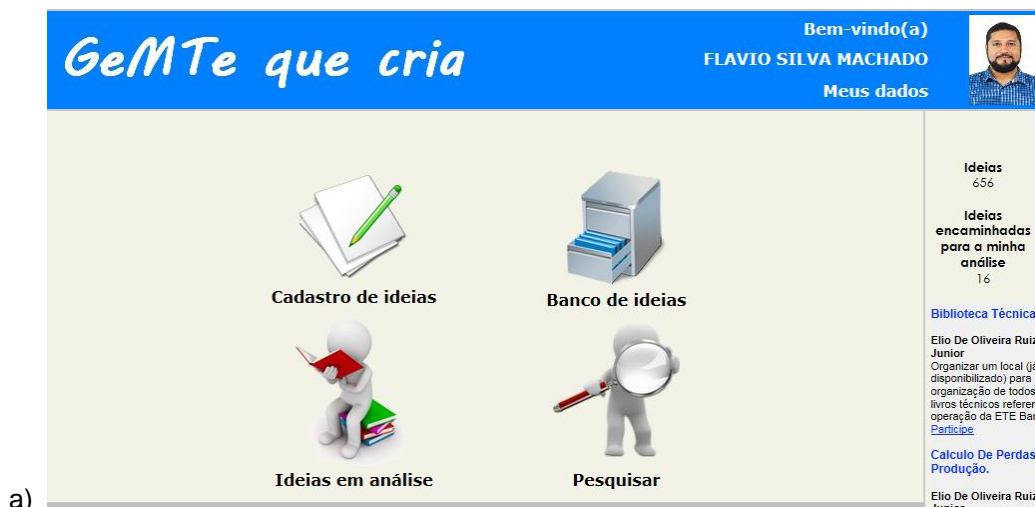 GeMTe que cria
Bem-vindo(a)
FLAVIO SILVA MACHADO
Meus dados
Cadastro de ideias
Banco de ideias
Ideias em análise
Pesquisar
Ideias
656
Ideias
encaminhadas
para a minha
análise
16
Biblioteca Técnica
Elio De Oliveira Ruiz
Junior
Organizar um local (já
disponibilizado) para
organização de todos
livros técnicos
operação da ETE
Participe
Calculo De Perdas
Produção.
Elio De Oliveira Ruiz
a)